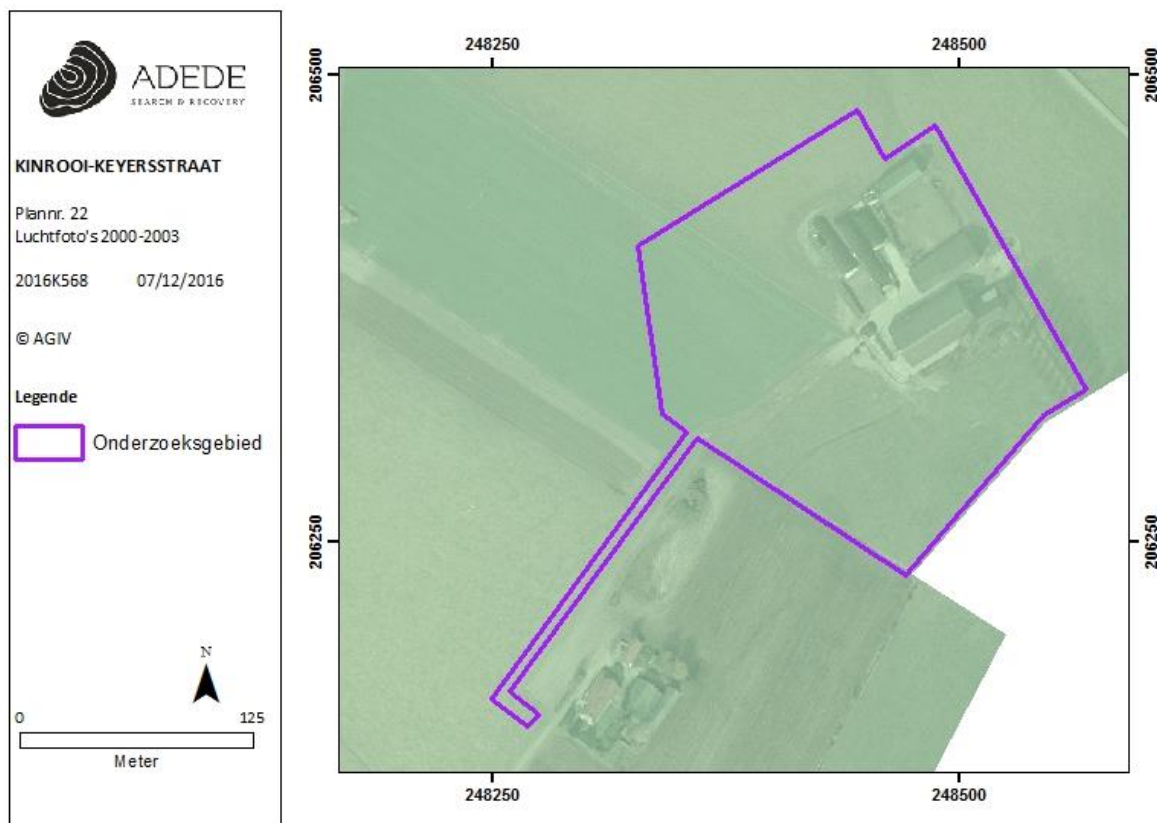 ADEDE
SEARCH & RECOVERY
KINROOI-KEYERSSTRAAT
Plannr. 22
Luchtfoto's 2000-2003
2016K568 07/12/2016
© AGIV
Legende
Onderzoeksgebied
N
0 125
Meter
248250 248500
206500 206500
206250 206250
248250 248500